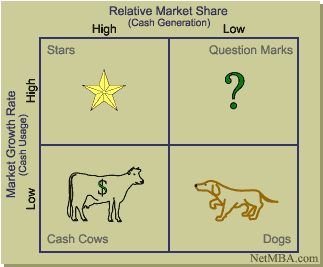 Relative Market Share
(Cash Generation)
High Low
Market Growth Rate
(Cash Usage)
High
Low
Stars Question Marks
?
$
Cash Cows Dogs
NetMBA.com